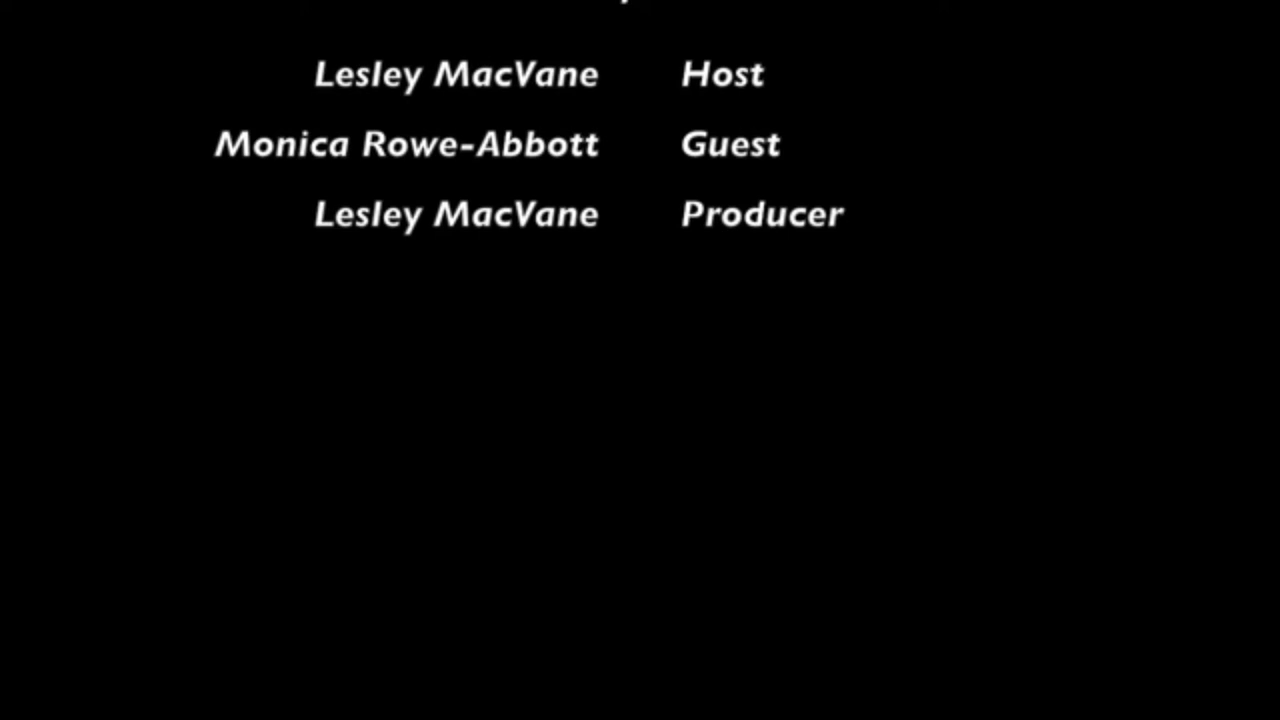 Lesley MacVane Host
Monica Rowe-Abbott Guest
Lesley MacVane Producer